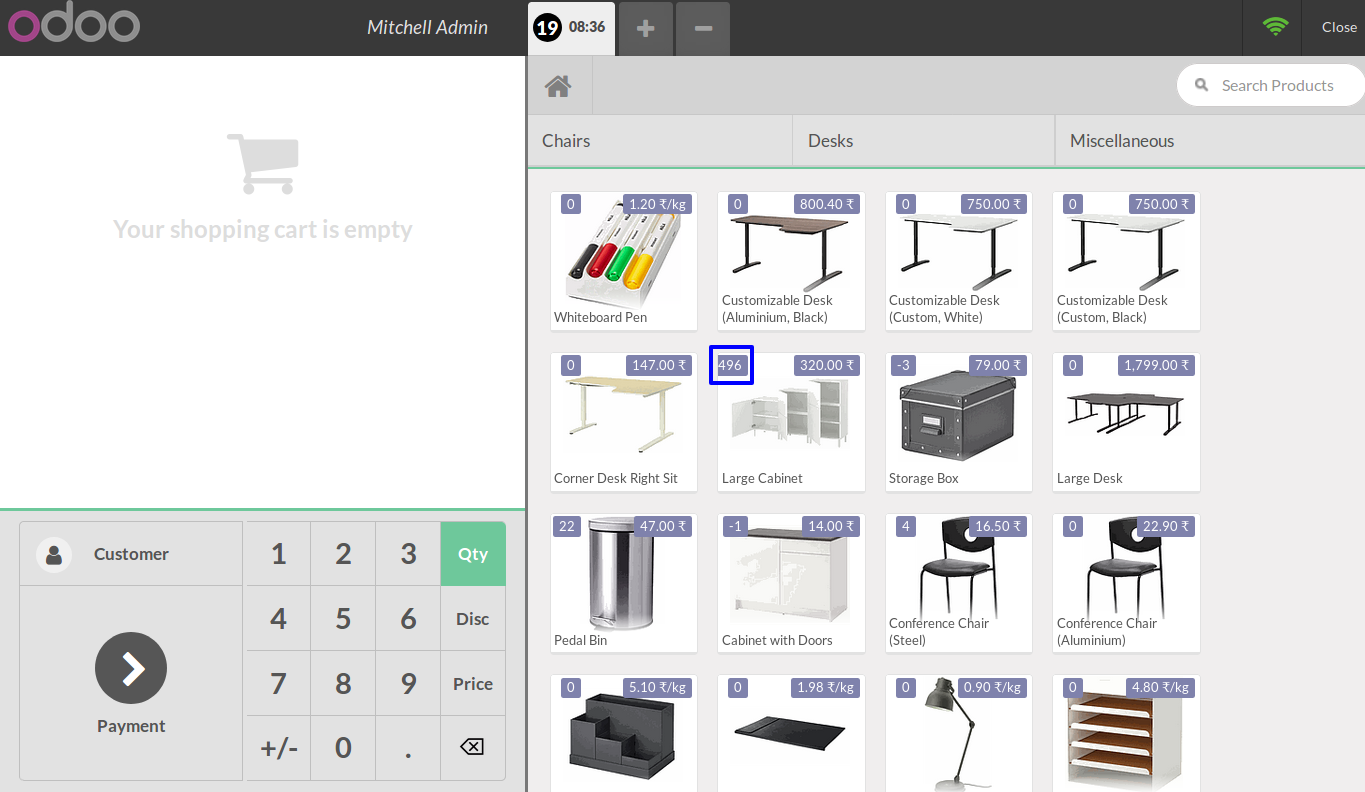 odoo
Mitchell Admin
19 08:36
Close
Search Products
Chairs
Desks
Miscellaneous
Your shopping cart is empty
0 1.20 ₹/kg
Whiteboard Pen
0 800.40 ₹
Customizable Desk
(Aluminium, Black)
0 750.00 ₹
Customizable Desk
(Custom, White)
0 750.00 ₹
Customizable Desk
(Custom, Black)
0 147.00 ₹
Corner Desk Right Sit
496 320.00 ₹
Large Cabinet
-3 79.00 ₹
Storage Box
0 1,799.00 ₹
Large Desk
22 47.00 ₹
Pedal Bin
-1 14.00 ₹
Cabinet with Doors
4 16.50 ₹
Conference Chair
(Steel)
0 22.90 ₹
Conference Chair
(Aluminium)
0 5.10 ₹/kg
0 1.98 ₹/kg
0 0.90 ₹/kg
0 4.80 ₹/kg
Customer
Payment
1 2 3 Qty
4 5 6 Disc
7 8 9 Price
+/- 0 .